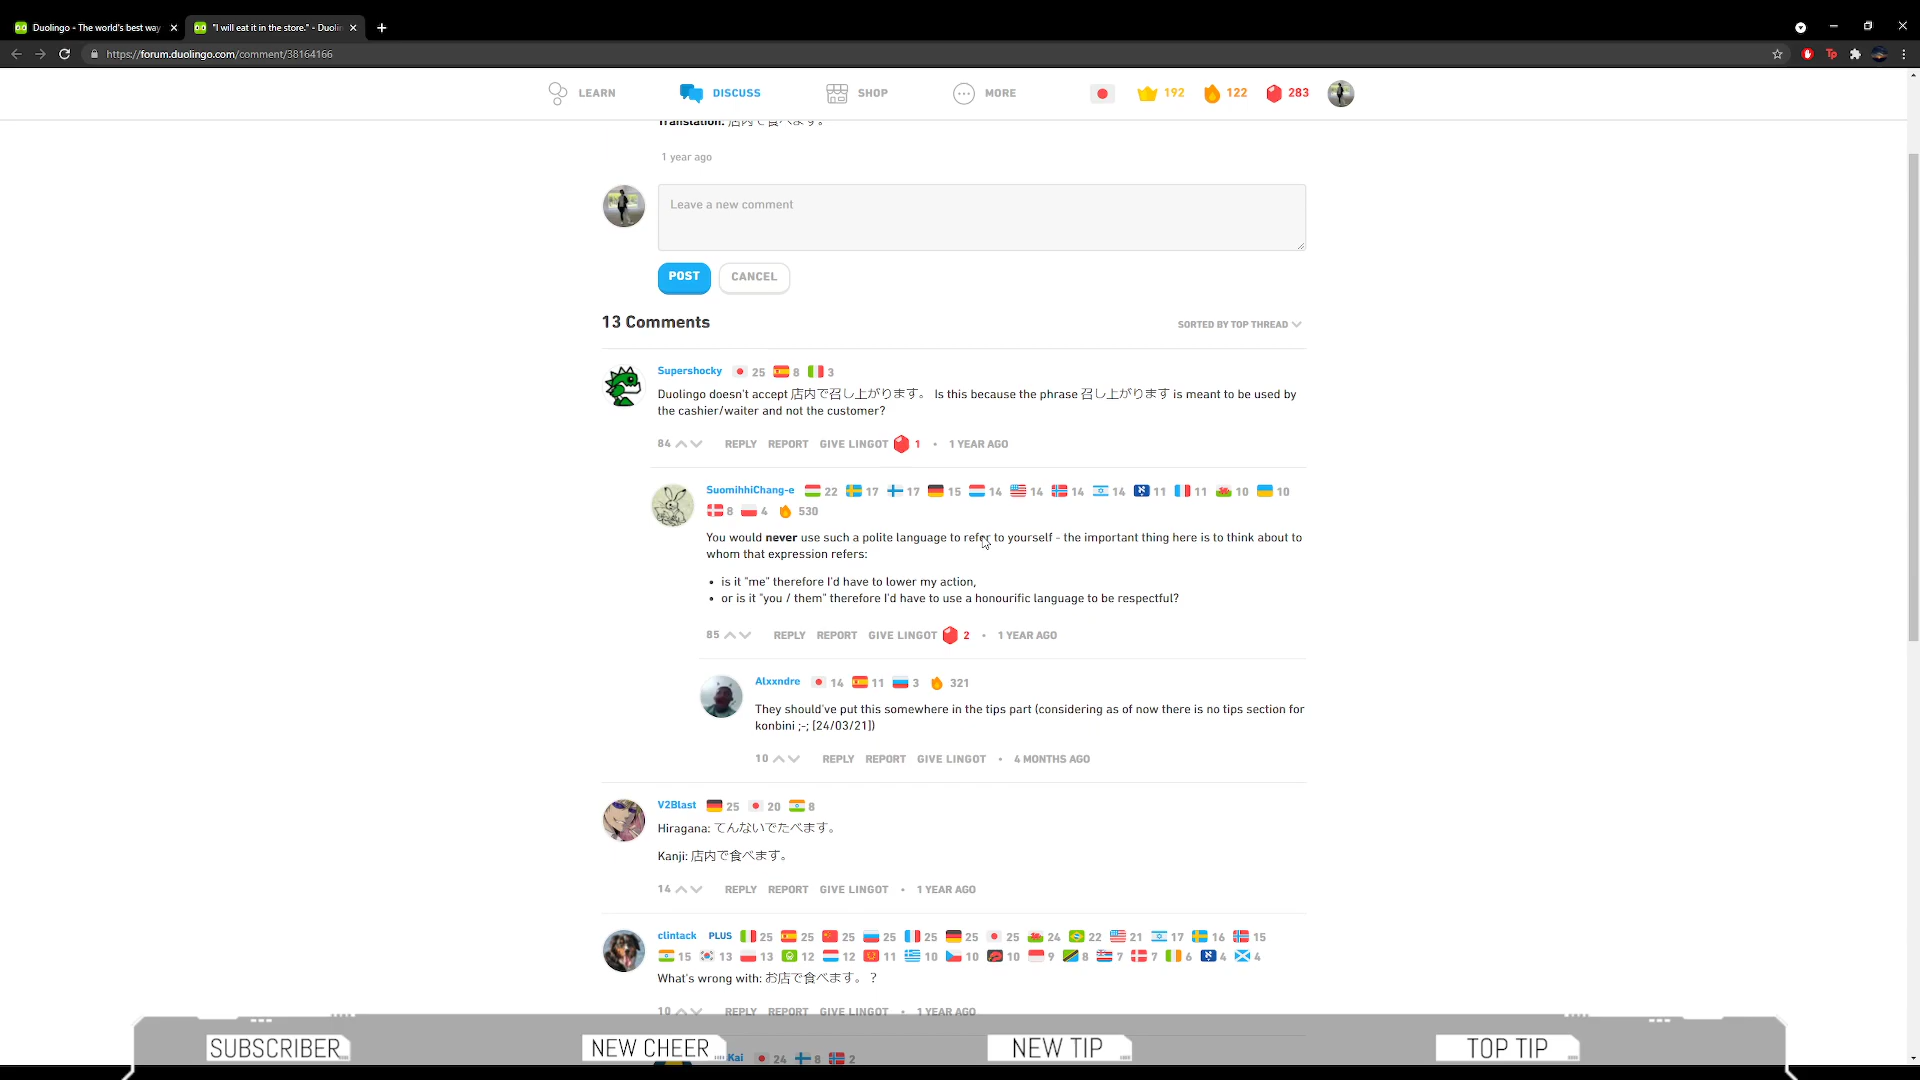 Duolingo - The world's best way
"I will eat it in the store." - Duoli
https://forum.duolingo.com/comment/38164166
LEARN DISCUSS SHOP MORE 192 122 283
Translation: 店内で食べます。
1 year ago
Leave a new comment
POST CANCEL
13 Comments SORTED BY TOP THREAD
Supershocky 25 8 3
Duolingo doesn't accept 店内で召し上がります。 Is this because the phrase 召し上がります is meant to be used by
the cashier/waiter and not the customer?
84 REPLY REPORT GIVE LINGOT 1 • 1 YEAR AGO
SuomihhiChang-e 22 17 17 15 14 14 14 14 11 11 10 10
8 4 530
You would never use such a polite language to refer to yourself - the important thing here is to think about to
whom that expression refers:
• is it "me" therefore I'd have to lower my action,
• or is it "you / them" therefore I'd have to use a honourific language to be respectful?
85 REPLY REPORT GIVE LINGOT 2 • 1 YEAR AGO
Alxxndre 14 11 3 321
They should've put this somewhere in the tips part (considering as of now there is no tips section for
konbini ;-; [24/03/21])
10 REPLY REPORT GIVE LINGOT • 4 MONTHS AGO
V2Blast 25 20 8
Hiragana: てんないでたべます。
Kanji: 店内で食べます。
14 REPLY REPORT GIVE LINGOT • 1 YEAR AGO
clintack PLUS 25 25 25 25 25 25 25 24 22 21 17 16 15
15 13 13 12 12 11 10 10 10 9 8 7 7 6 4 4
What's wrong with: お店で食べます。?
10 REPLY REPORT GIVE LINGOT • 1 YEAR AGO
Kai 24 8 2
SUBSCRIBER NEW CHEER NEW TIP TOP TIP